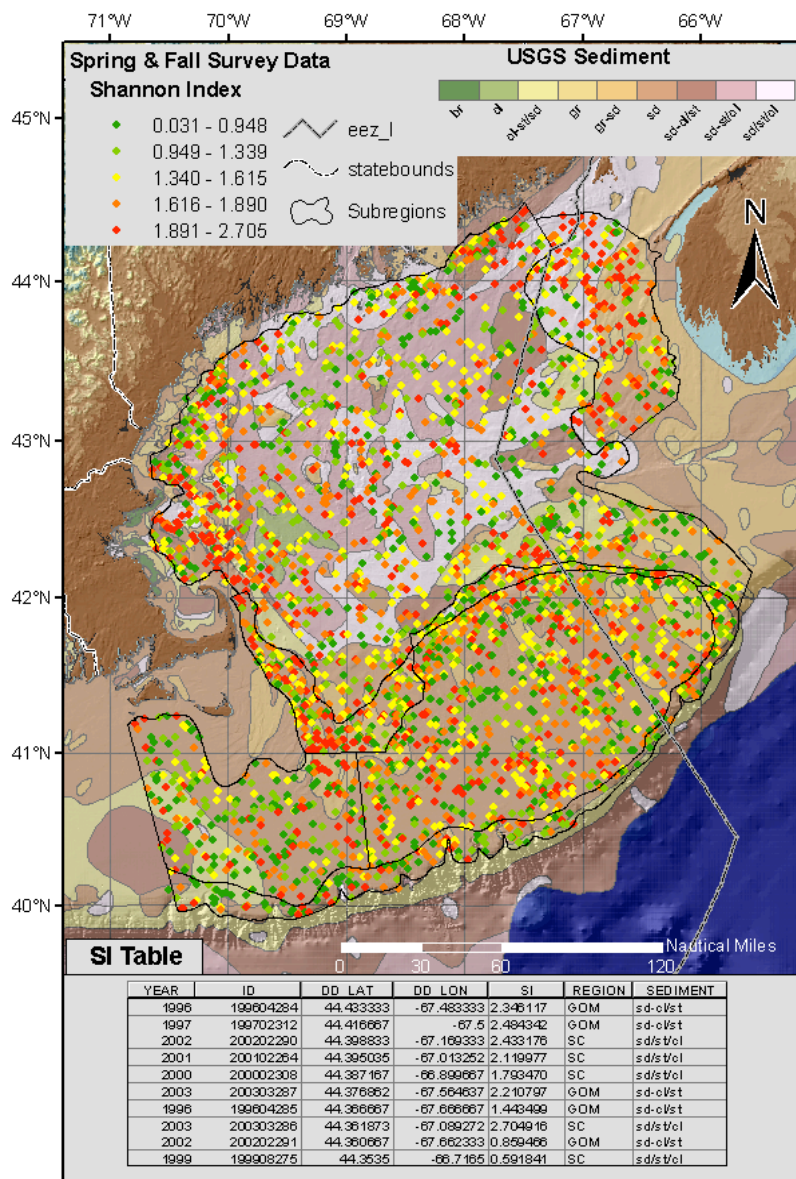 71°W 70°W 69°W 68°W 67°W 66°W
Spring & Fall Survey Data
USGS Sediment
Shannon Index
0.031 - 0.948
0.949 - 1.339
1.340 - 1.615
1.616 - 1.890
1.891 - 2.705
eez_l
statebounds
Subregions
br
cl
cl-st/sd
gr
gr-sd
sd
sd-cl/st
sd-st/cl
sd/st/cl
N
45°N
44°N
43°N
42°N
41°N
40°N
SI Table
Nautical Miles
0 30 60 120
YEAR ID DD_LAT DD_LON SI REGION SEDIMENT
1996 199604284 44.433333 -67.483333 2.346117 GOM sd-cl/st
1997 199702312 44.416667 -67.5 2.484342 GOM sd-cl/st
2002 200202290 44.398833 -67.169333 2.433176 SC sd/st/cl
2001 200102264 44.395035 -67.013252 2.119977 SC sd/st/cl
2000 200002308 44.387167 -66.899667 1.793470 SC sd/st/cl
2003 200303287 44.376862 -67.564637 2.210797 GOM sd-cl/st
1996 199604285 44.366667 -67.666667 1.443499 GOM sd-cl/st
2003 200303286 44.361873 -67.089272 2.704916 SC sd/st/cl
2002 200202291 44.360667 -67.662333 0.859466 GOM sd-cl/st
1999 199908275 44.3535 -66.7165 0.591841 SC sd/st/cl